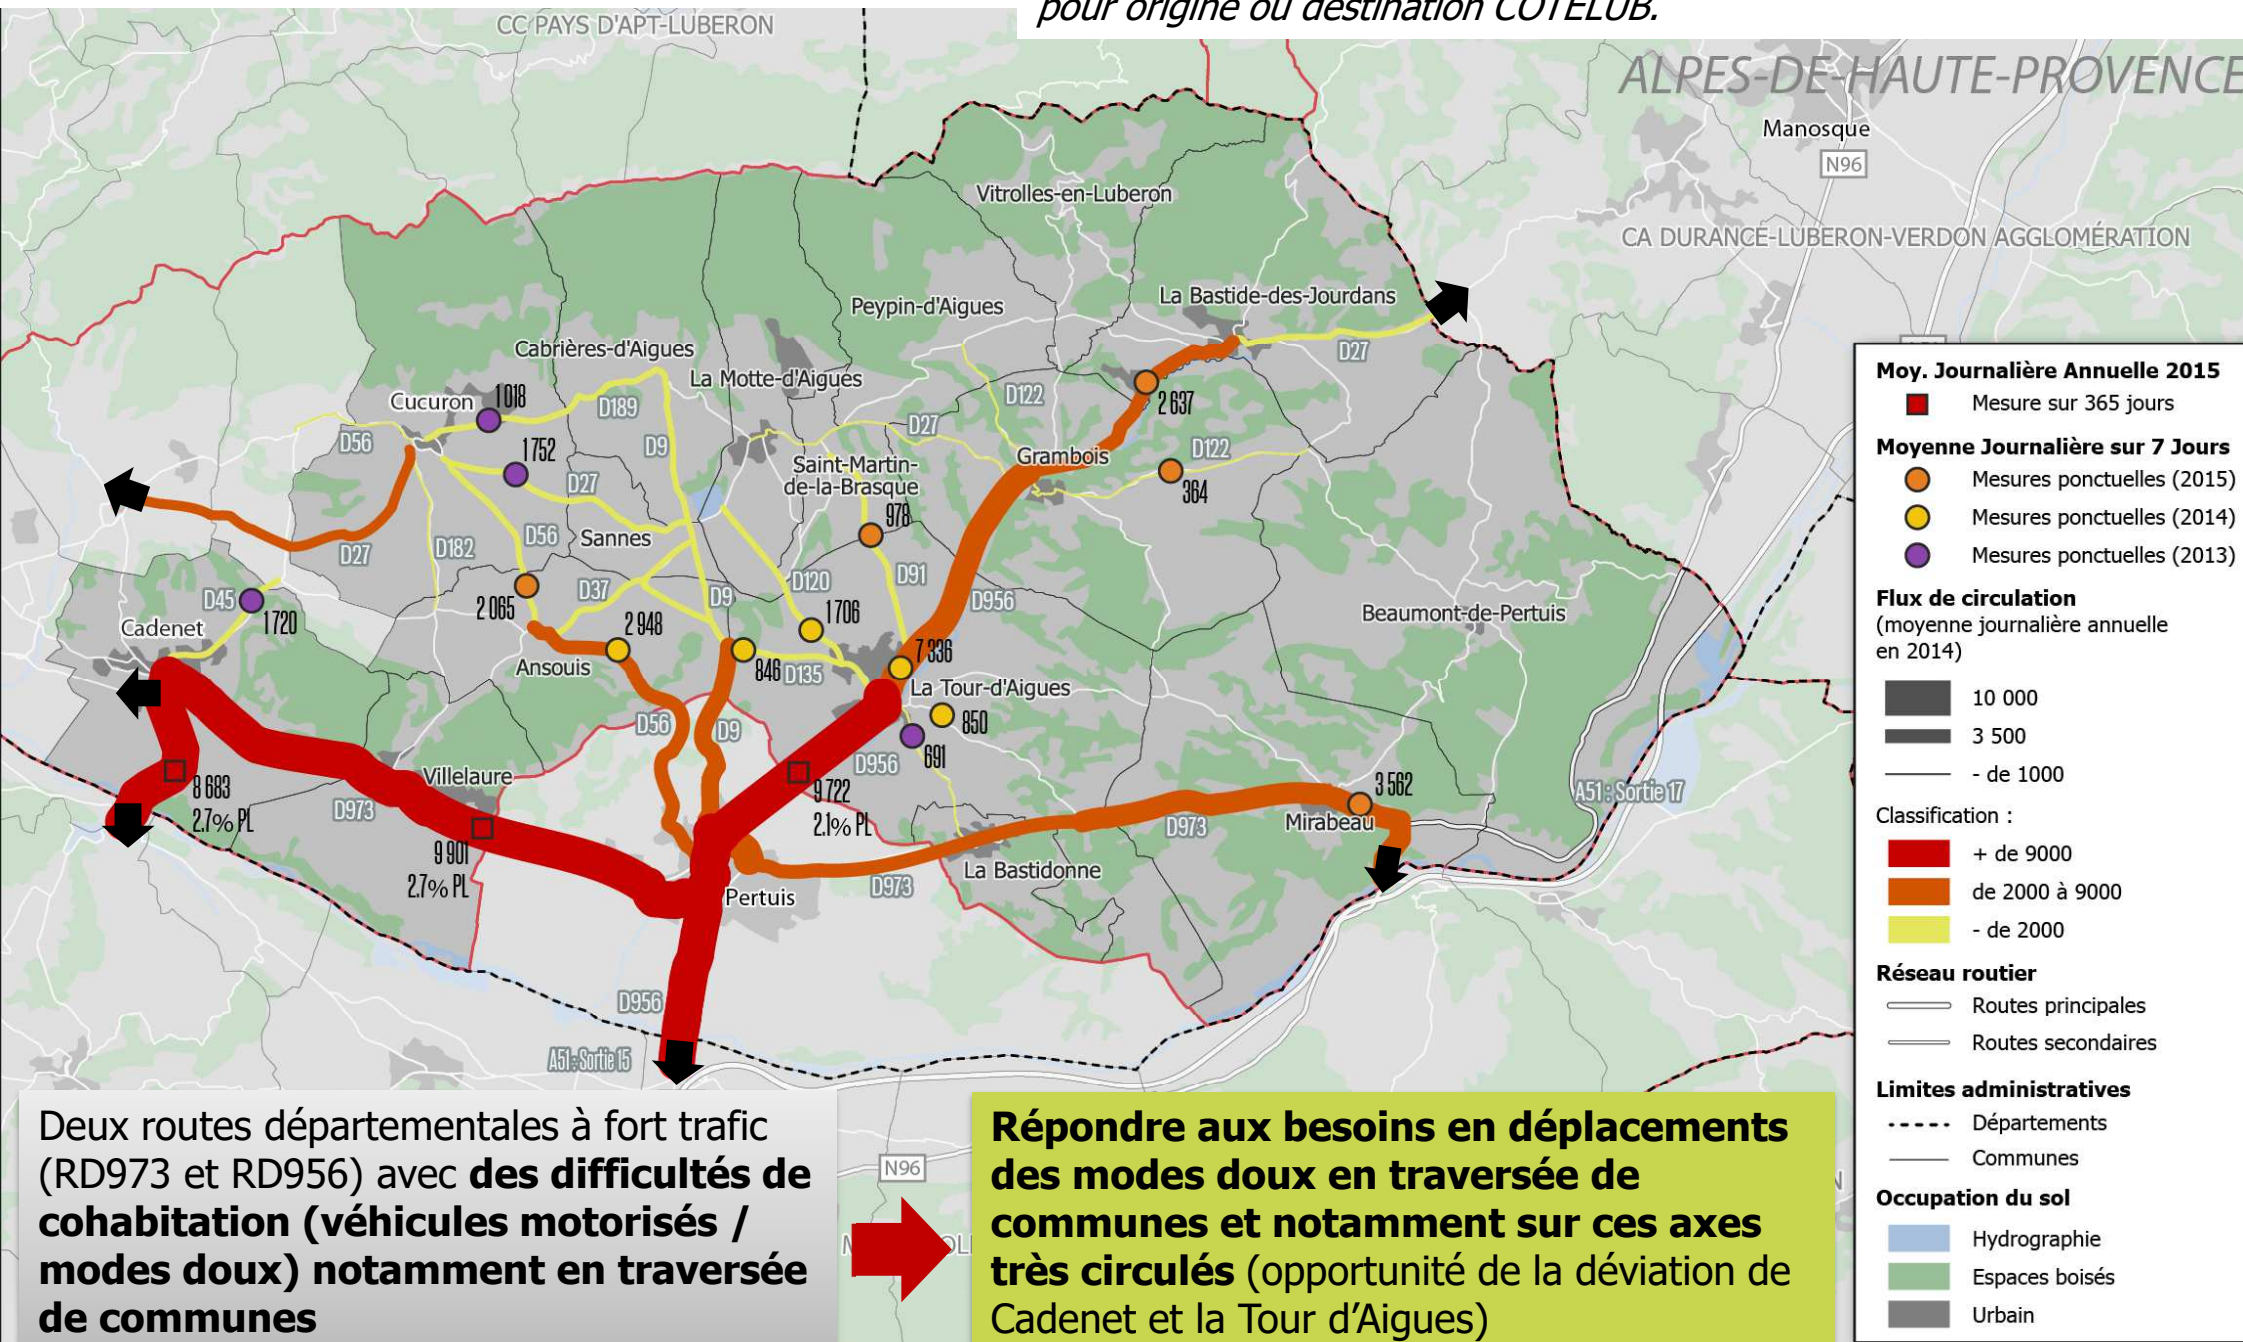 pour origine ou destination COTELUB.
CC PAYS D'APT-LUBERON
ALPES-DE-HAUTE-PROVENCE
Manosque
N96
CA DURANCE-LUBERON-VERDON AGGLOMÉRATION
Vitrolles-en-Luberon
Peypin-d'Aigues
La Bastide-des-Jourdans
D27
Cabrières-d'Aigues
La Motte-d'Aigues
Cucuron
1 018
D189
D122
2 637
D56
D9
D27
1 752
D27
Saint-Martin-
de-la-Brasque
Grambois
D122
364
978
D27
D182
D56
Sannes
D45
1 720
Cadenet
2 065
D37
D120
D91
D9
D956
2 948
1 706
Beaumont-de-Pertuis
Ansouis
846
D135
7 336
La Tour-d'Aigues
850
691
D56
D9
D956
8 683
2.7% PL
D973
Villelaure
9 901
2.7% PL
9 722
2.1% PL
3 562
Mirabeau
D973
A51 : Sortie 17
La Bastidonne
D973
Pertuis
D956
A51 : Sortie 15
N96
Moy. Journalière Annuelle 2015
Mesure sur 365 jours
Moyenne Journalière sur 7 Jours
Mesures ponctuelles (2015)
Mesures ponctuelles (2014)
Mesures ponctuelles (2013)
Flux de circulation
(moyenne journalière annuelle
en 2014)
10 000
3 500
- de 1000
Classification :
+ de 9000
de 2000 à 9000
- de 2000
Réseau routier
Routes principales
Routes secondaires
Limites administratives
Départements
Communes
Occupation du sol
Hydrographie
Espaces boisés
Urbain
Deux routes départementales à fort trafic
(RD973 et RD956) avec des difficultés de
cohabitation (véhicules motorisés /
modes doux) notamment en traversée
de communes
Répondre aux besoins en déplacements
des modes doux en traversée de
communes et notamment sur ces axes
très circulés (opportunité de la déviation de
Cadenet et la Tour d'Aigues)